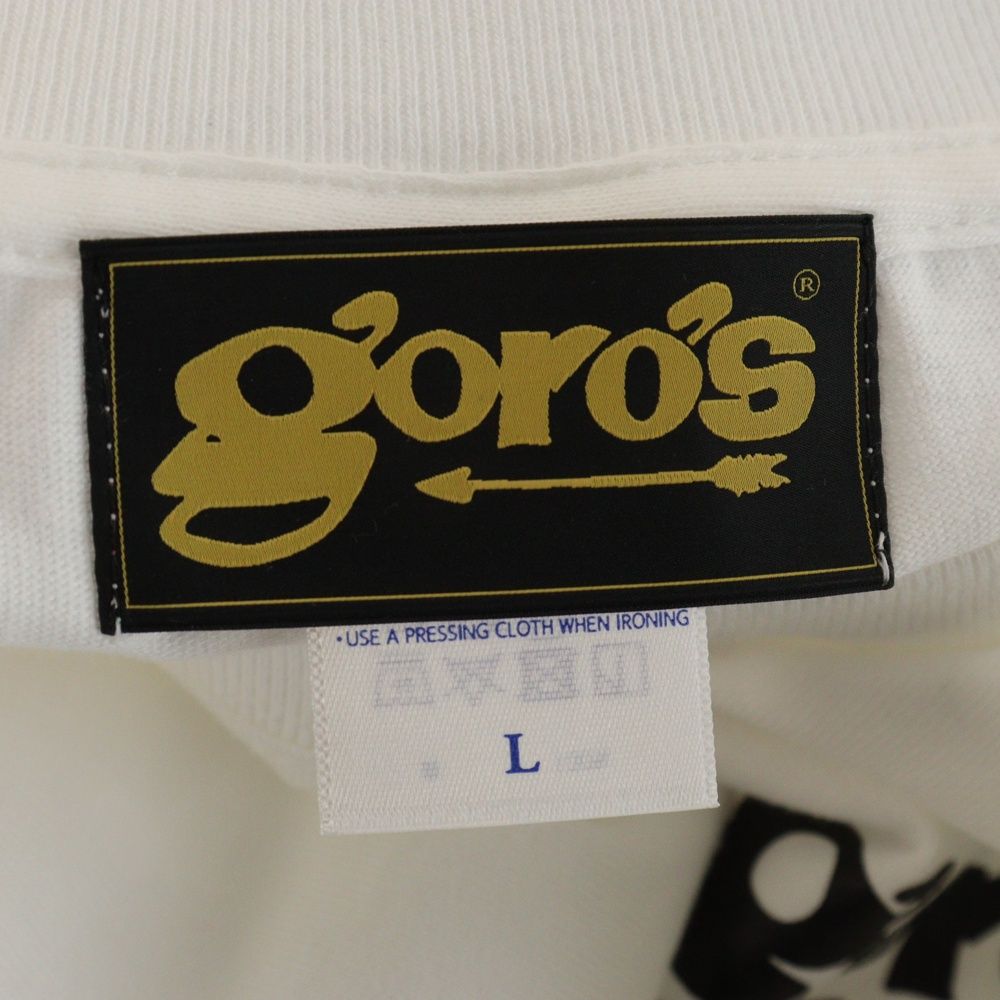 goro's ®
・USE A PRESSING CLOTH WHEN IRONING
L